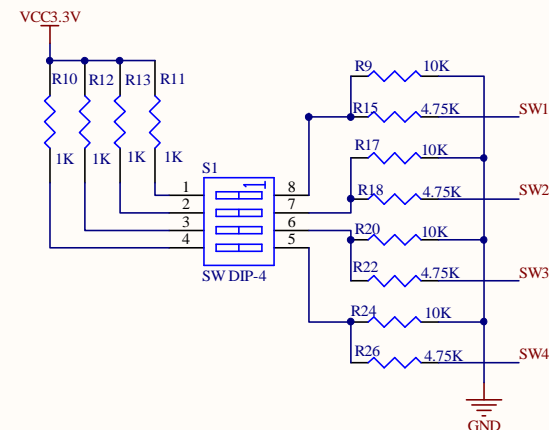 VCC3.3V
R10 R12 R13 R11
1K 1K 1K 1K
S1
1
1 8
2 7
3 6
4 5
SW DIP-4
R9 10K
R15 4.75K SW1
R17 10K
R18 4.75K SW2
R20 10K
R22 4.75K SW3
R24 10K
R26 4.75K SW4
GND